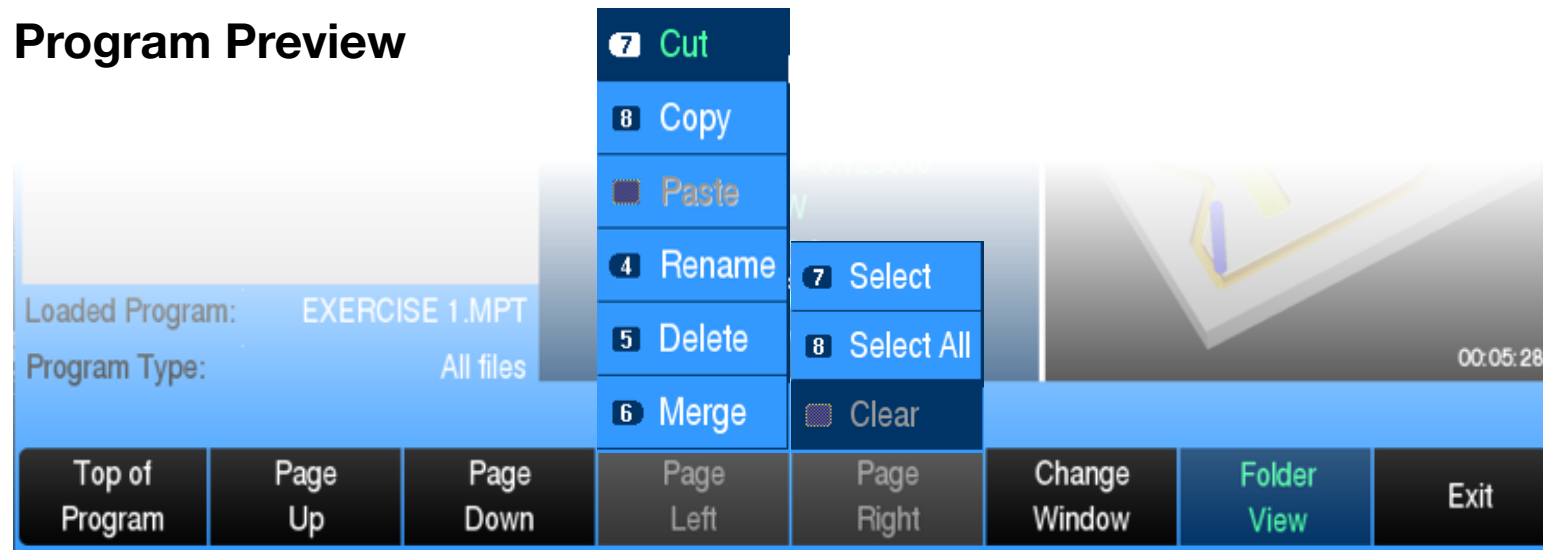 Program Preview
7 Cut
8 Copy
Paste
4 Rename
5 Delete
6 Merge
7 Select
8 Select All
Clear
Loaded Program: EXERCISE 1.MPT
Program Type: All files
00:05:28
Top of
Program
Page
Up
Page
Down
Page
Left
Page
Right
Change
Window
Folder
View
Exit